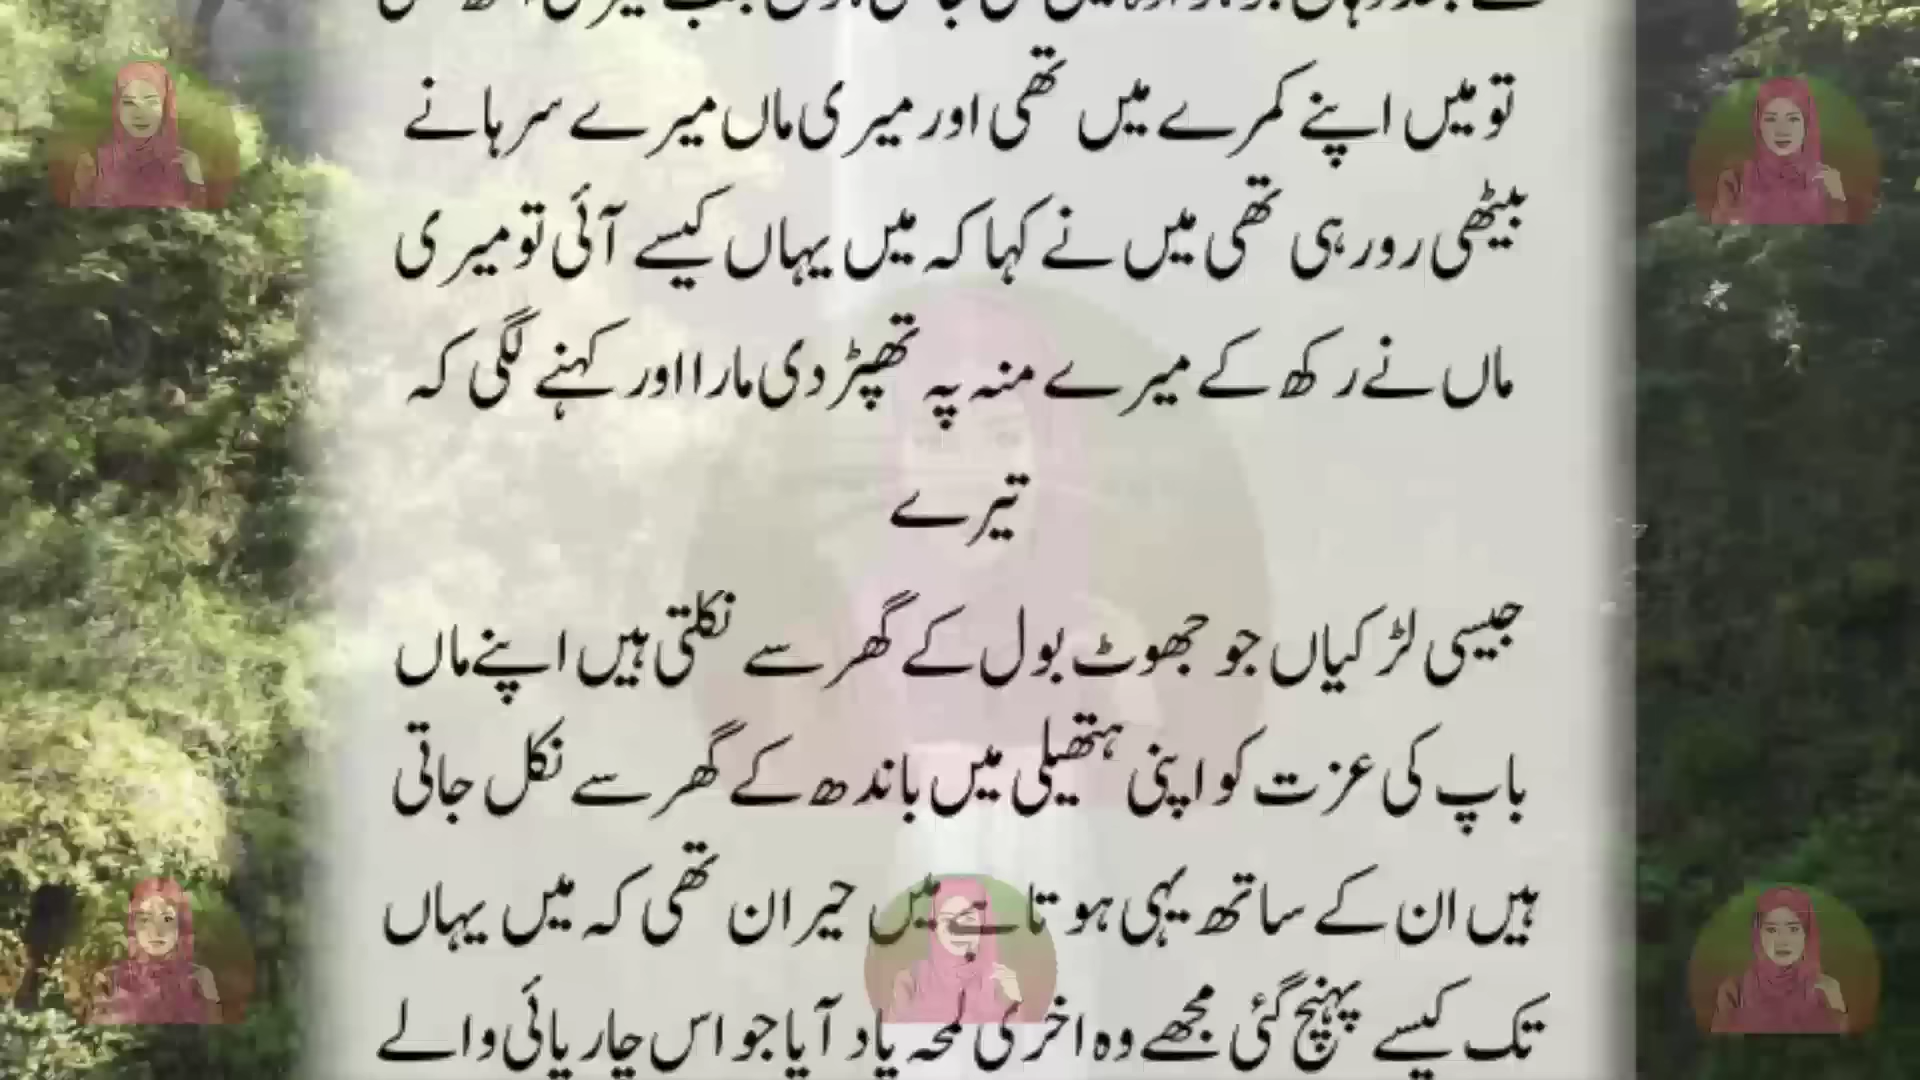 تو میں اپنے کمرے میں تھی اور میری ماں میرے سرہانے
بیٹھی رو رہی تھی میں نے کہا کہ میں یہاں کیسے آئی تو میری
ماں نے رکھ کے میرے منہ پہ تھپڑ دی مارا اور کہنے لگی کہ
تیرے
جیسی لڑکیاں جو جھوٹ بول کے گھر سے نکلتی ہیں اپنے ماں
باپ کی عزت کو اپنی ہتھیلی میں باندھ کے گھر سے نکل جاتی
ہیں ان کے ساتھ یہی ہوتا ہے میں حیران تھی کہ میں یہاں
تک کیسے پہنچ گئی مجھے وہ اخری لمحہ یاد آیا جو اس چارپائی والے